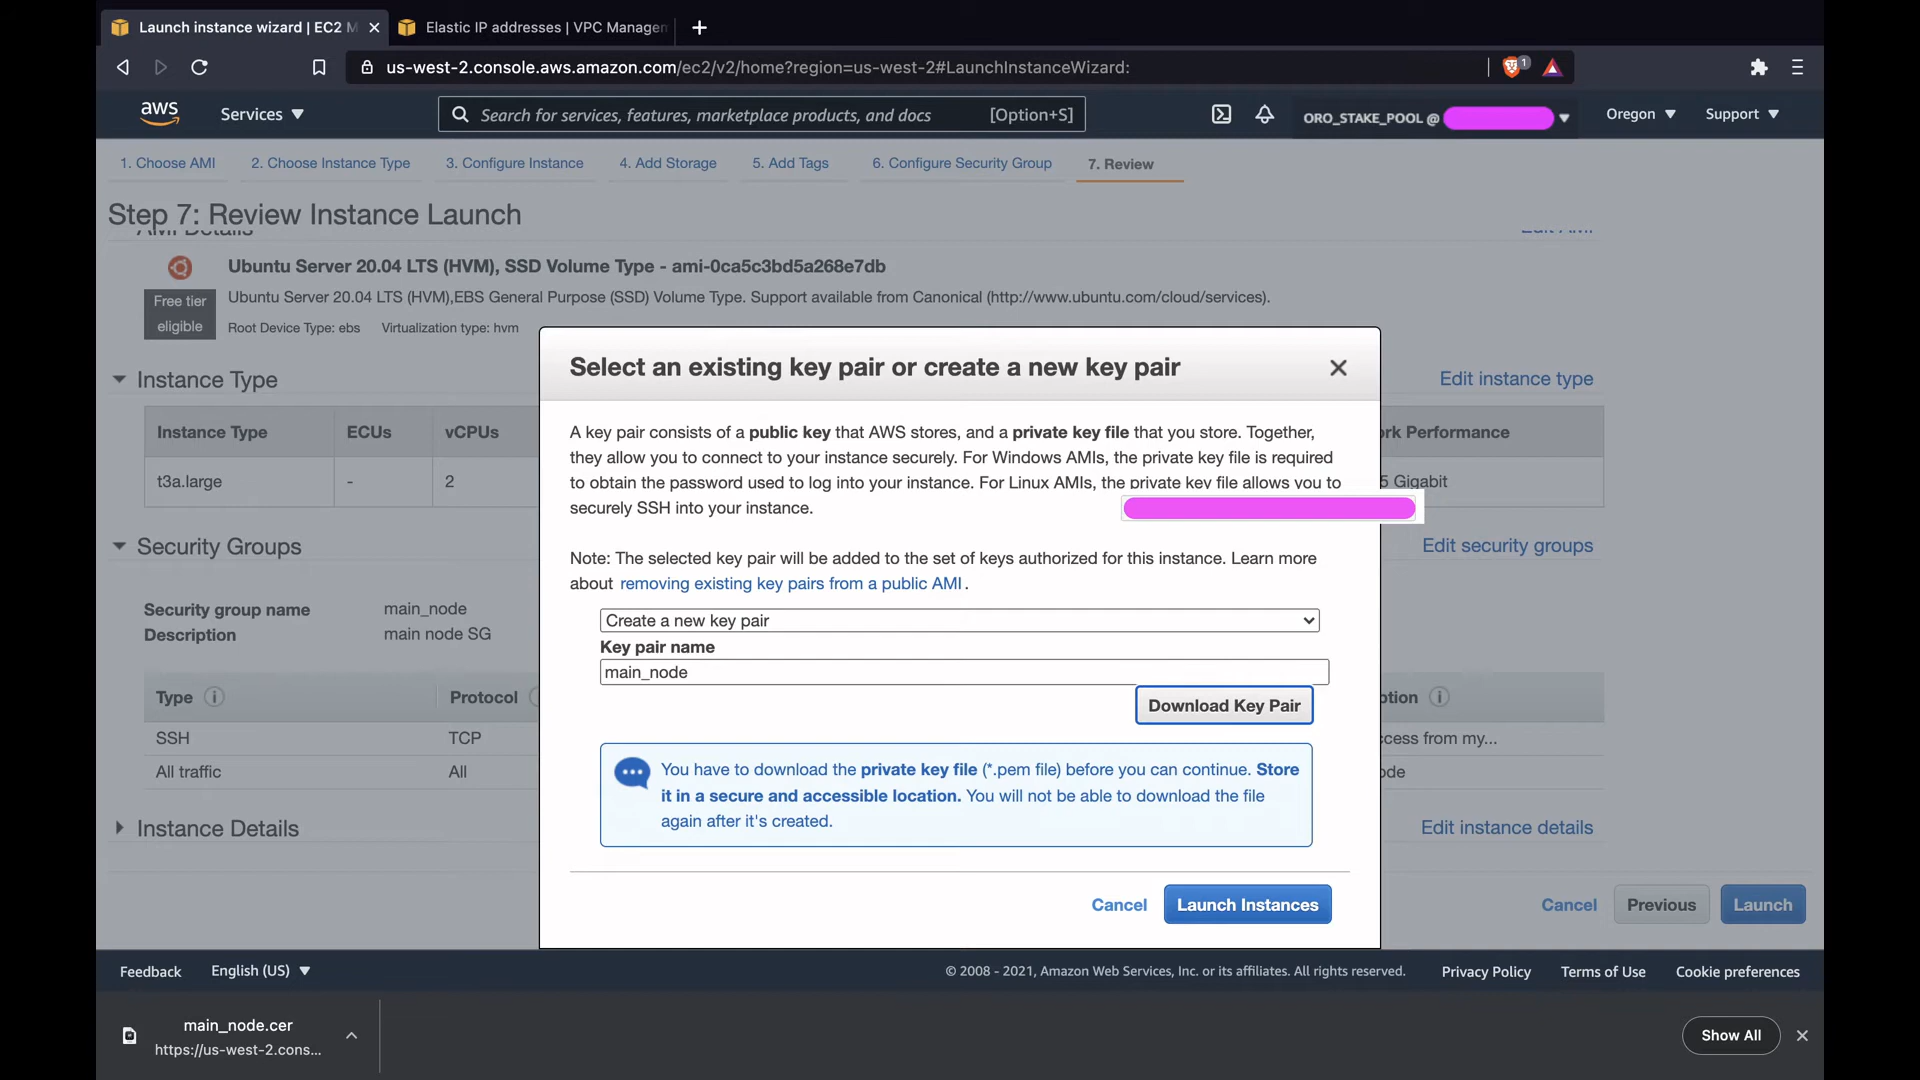 Launch instance wizard | EC2 M
Elastic IP addresses | VPC Managem
us-west-2.console.aws.amazon.com/ec2/v2/home?region=us-west-2#LaunchInstanceWizard:
1
aws
Services
Search for services, features, marketplace products, and docs [Option+S]
ORO_STAKE_POOL @
Oregon
Support
1. Choose AMI
2. Choose Instance Type
3. Configure Instance
4. Add Storage
5. Add Tags
6. Configure Security Group
7. Review
Step 7: Review Instance Launch
AMI Details
Edit AMI
Ubuntu Server 20.04 LTS (HVM), SSD Volume Type - ami-0ca5c3bd5a268e7db
Free tier
eligible
Ubuntu Server 20.04 LTS (HVM),EBS General Purpose (SSD) Volume Type. Support available from Canonical (http://www.ubuntu.com/cloud/services).
Root Device Type: ebs Virtualization type: hvm
Instance Type
Edit instance type
Instance Type ECUs vCPUs rk Performance
t3a.large - 2 5 Gigabit
Security Groups
Edit security groups
Security group name main_node
Description main node SG
Type Protocol ption
SSH TCP ccess from my...
All traffic All ode
Instance Details
Edit instance details
Cancel
Previous
Launch
Select an existing key pair or create a new key pair
A key pair consists of a public key that AWS stores, and a private key file that you store. Together,
they allow you to connect to your instance securely. For Windows AMIs, the private key file is required
to obtain the password used to log into your instance. For Linux AMIs, the private key file allows you to
securely SSH into your instance.
Note: The selected key pair will be added to the set of keys authorized for this instance. Learn more
about removing existing key pairs from a public AMI .
Create a new key pair
Key pair name
main_node
Download Key Pair
You have to download the private key file (*.pem file) before you can continue. Store
it in a secure and accessible location. You will not be able to download the file
again after it's created.
Cancel
Launch Instances
Feedback
English (US)
© 2008 - 2021, Amazon Web Services, Inc. or its affiliates. All rights reserved.
Privacy Policy
Terms of Use
Cookie preferences
main_node.cer
https://us-west-2.cons...
Show All